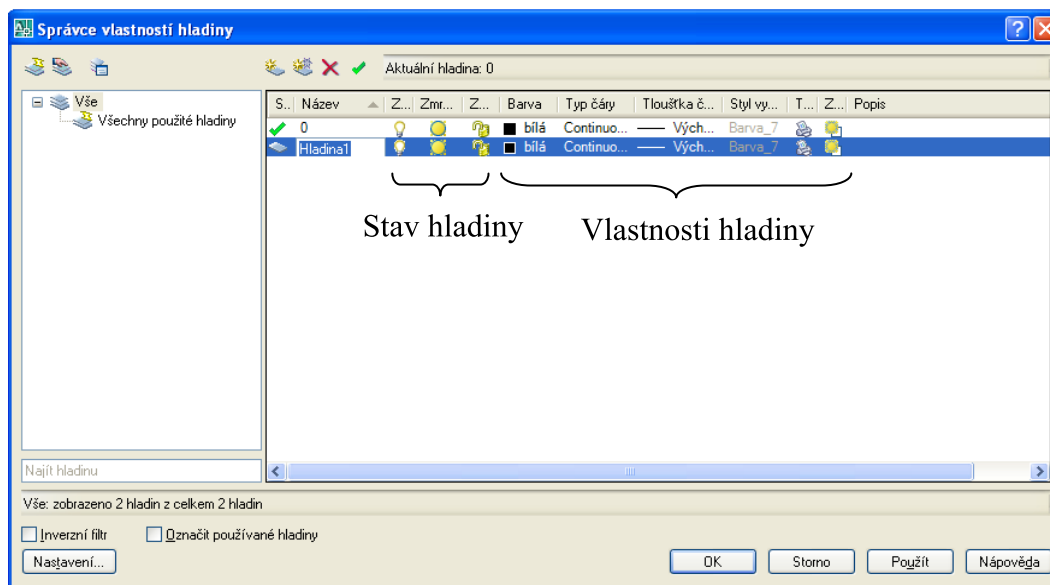 Správce vlastností hladiny
Aktuální hladina: 0
Vše
Všechny použité hladiny
S.. Název Z... Zmr... Z... Barva Typ čáry Tloušťka č... Styl vy... T... Z... Popis
0 bílá Continuo... Vých... Barva_7
Hladina1 bílá Continuo... Vých... Barva_7
Stav hladiny Vlastnosti hladiny
Najít hladinu
Vše: zobrazeno 2 hladin z celkem 2 hladin
Inverzní filtr Označit používané hladiny
Nastavení... OK Storno Použít Nápověda